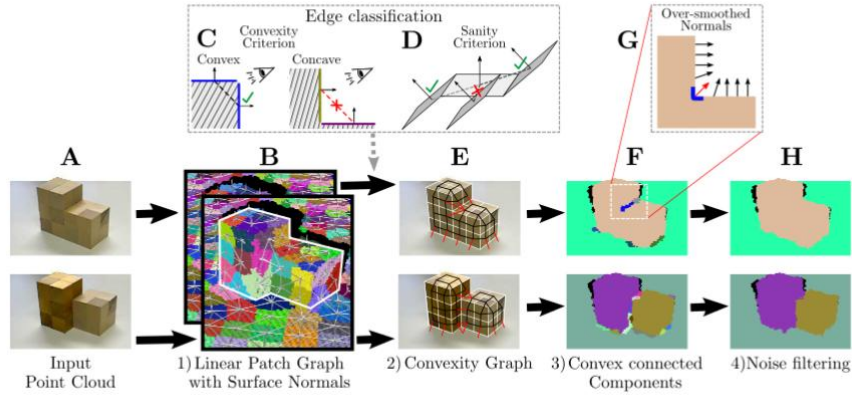 Edge classification
C
Convexity
Criterion
Convex
Concave
D
Sanity
Criterion
G
Over-smoothed
Normals
A
B
E
F
H
Input
Point Cloud
1) Linear Patch Graph
with Surface Normals
2) Convexity Graph
3) Convex connected
Components
4) Noise filtering